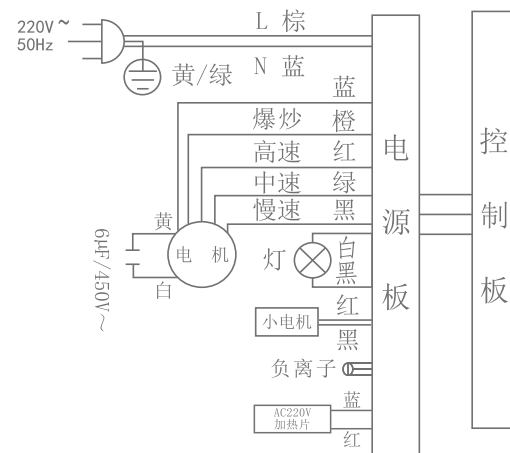 220V~
50Hz
L 棕
N 蓝
黄/绿
蓝
爆炒 橙
高速 红
中速 绿
慢速 黑
黄
电 机
白
6μF/450V~
灯
白
黑
小电机
红
黑
负离子
AC220V
加热片
蓝
红
电源板
控制板